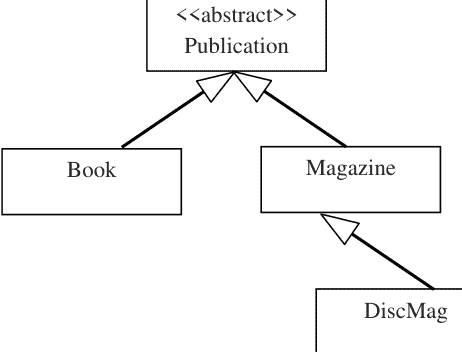 <<abstract>>
Publication
Book
Magazine
DiscMag